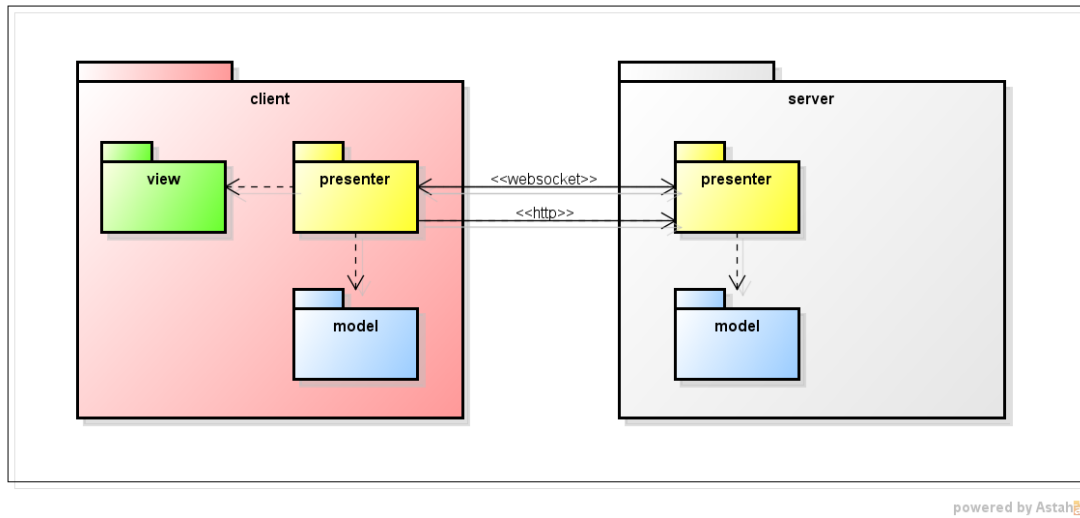 client
server
view
presenter
<<websocket>>
presenter
<<http>>
model
model
powered by Astah